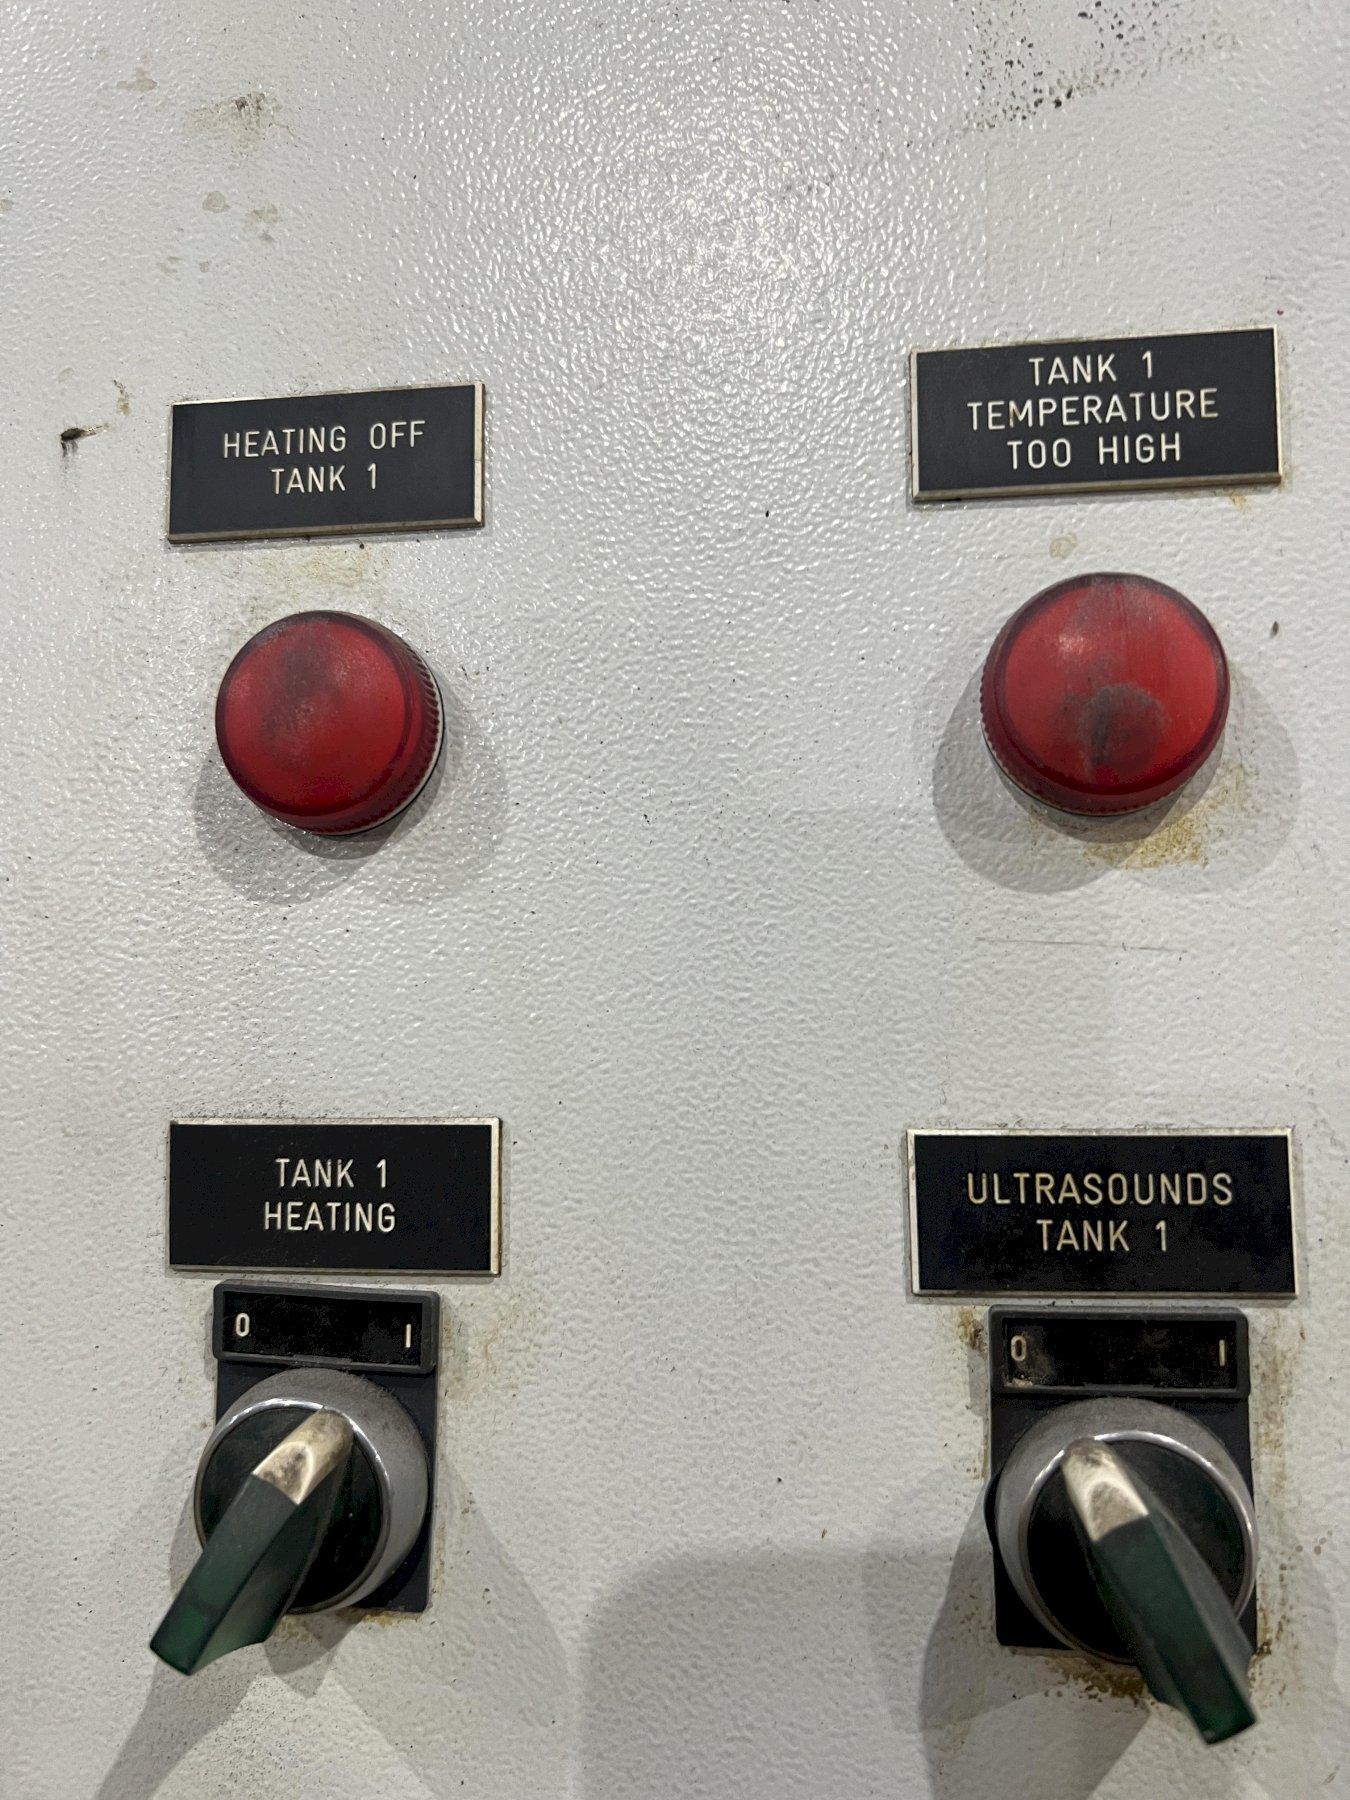 HEATING OFF
TANK 1
TANK 1
TEMPERATURE
TOO HIGH
TANK 1
HEATING
0 I
ULTRASOUNDS
TANK 1
0 I